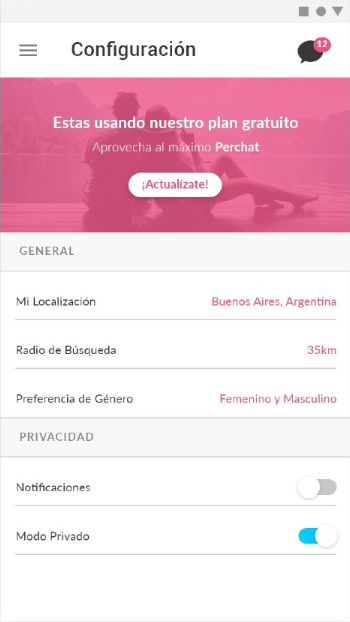 Configuración
12
Estas usando nuestro plan gratuito
Aprovecha al máximo Perchat
¡Actualízate!
GENERAL
Mi Localización Buenos Aires, Argentina
Radio de Búsqueda 35km
Preferencia de Género Femenino y Masculino
PRIVACIDAD
Notificaciones
Modo Privado